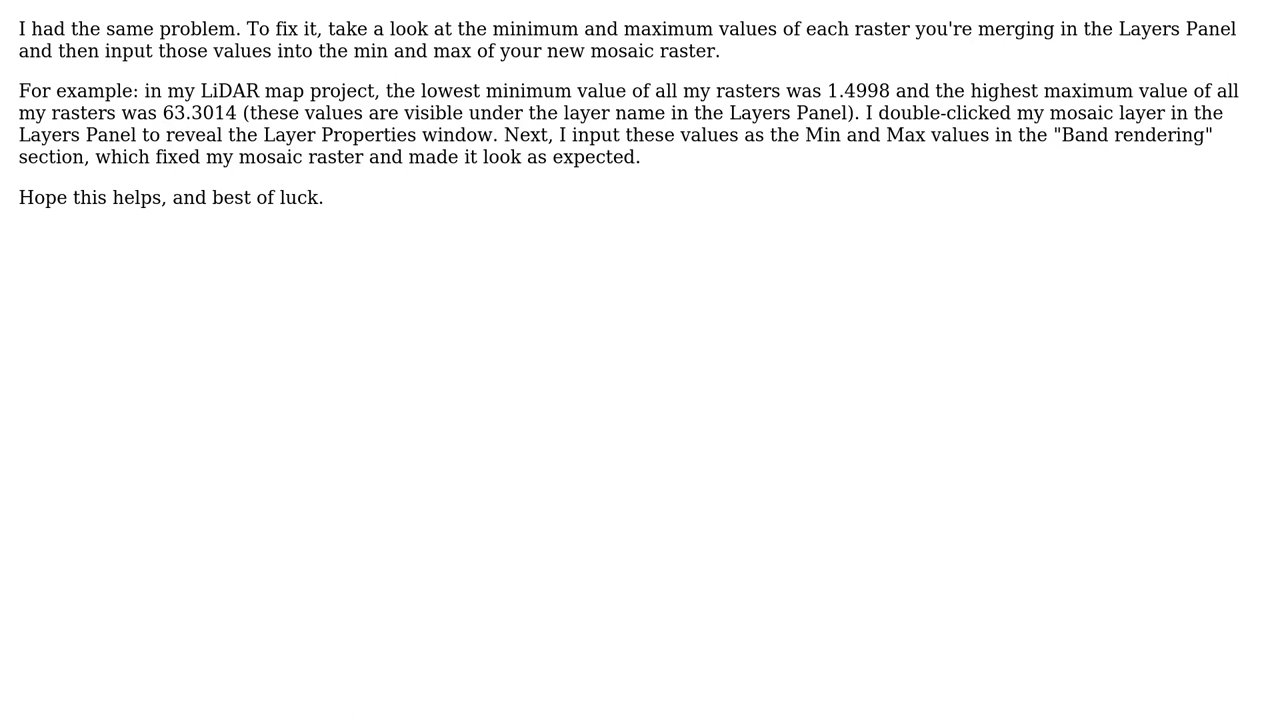 I had the same problem. To fix it, take a look at the minimum and maximum values of each raster you're merging in the Layers Panel
and then input those values into the min and max of your new mosaic raster.
For example: in my LiDAR map project, the lowest minimum value of all my rasters was 1.4998 and the highest maximum value of all
my rasters was 63.3014 (these values are visible under the layer name in the Layers Panel). I double-clicked my mosaic layer in the
Layers Panel to reveal the Layer Properties window. Next, I input these values as the Min and Max values in the "Band rendering"
section, which fixed my mosaic raster and made it look as expected.
Hope this helps, and best of luck.